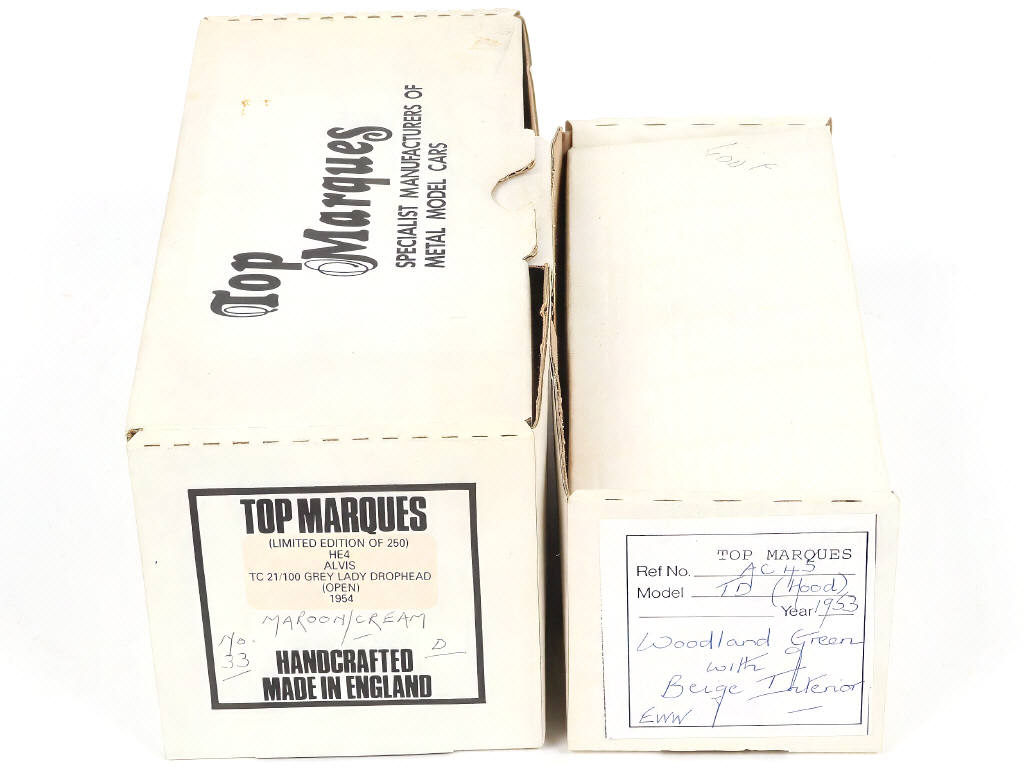 Top
Marques
SPECIALIST MANUFACTURERS OF
METAL MODEL CARS
TOP MARQUES
(LIMITED EDITION OF 250)
HE4
ALVIS
TC 21/100 GREY LADY DROPHEAD
(OPEN)
1954
MAROON/CREAM
No.
33
D
HANDCRAFTED
MADE IN ENGLAND
TOP MARQUES
Ref No. AC H5
Model TD (Hood)
Year 1953
Woodland Green
with
Beige Interior
EWW